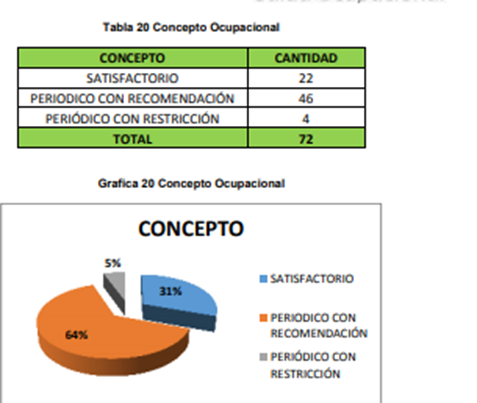 Tabla 20 Concepto Ocupacional
CONCEPTO CANTIDAD
SATISFACTORIO 22
PERIODICO CON RECOMENDACIÓN 46
PERIÓDICO CON RESTRICCIÓN 4
TOTAL 72
Grafica 20 Concepto Ocupacional
CONCEPTO
5%
31%
64%
SATISFACTORIO
PERIODICO CON
RECOMENDACIÓN
PERIÓDICO CON
RESTRICCIÓN